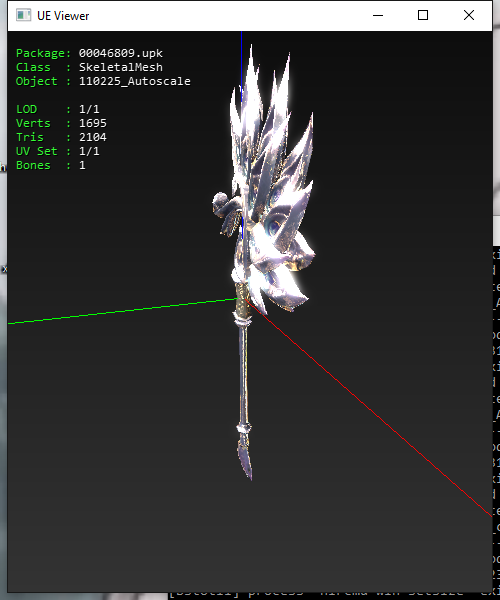 UE Viewer
Package: 00046809.upk
Class : SkeletalMesh
Object : 110225_Autoscale
LOD : 1/1
Verts : 1695
Tris : 2104
UV Set : 1/1
Bones : 1